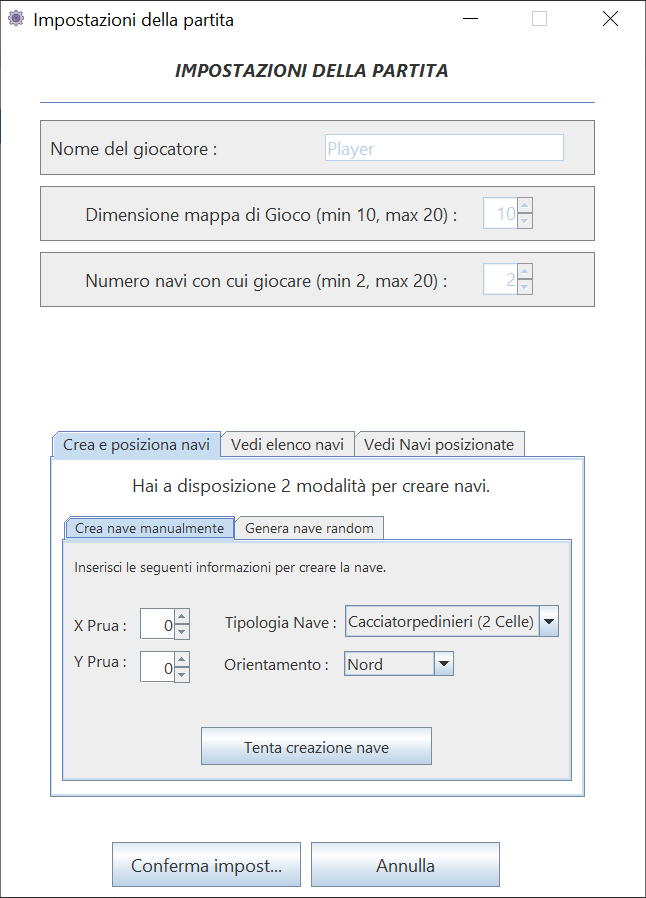 Impostazioni della partita
IMPOSTAZIONI DELLA PARTITA
Nome del giocatore : Player
Dimensione mappa di Gioco (min 10, max 20) : 10
Numero navi con cui giocare (min 2, max 20) : 2
Crea e posiziona navi Vedi elenco navi Vedi Navi posizionate
Hai a disposizione 2 modalità per creare navi.
Crea nave manualmente Genera nave random
Inserisci le seguenti informazioni per creare la nave.
X Prua : 0 Tipologia Nave : Cacciatorpedinieri (2 Celle)
Y Prua : 0 Orientamento : Nord
Tenta creazione nave
Conferma impost... Annulla